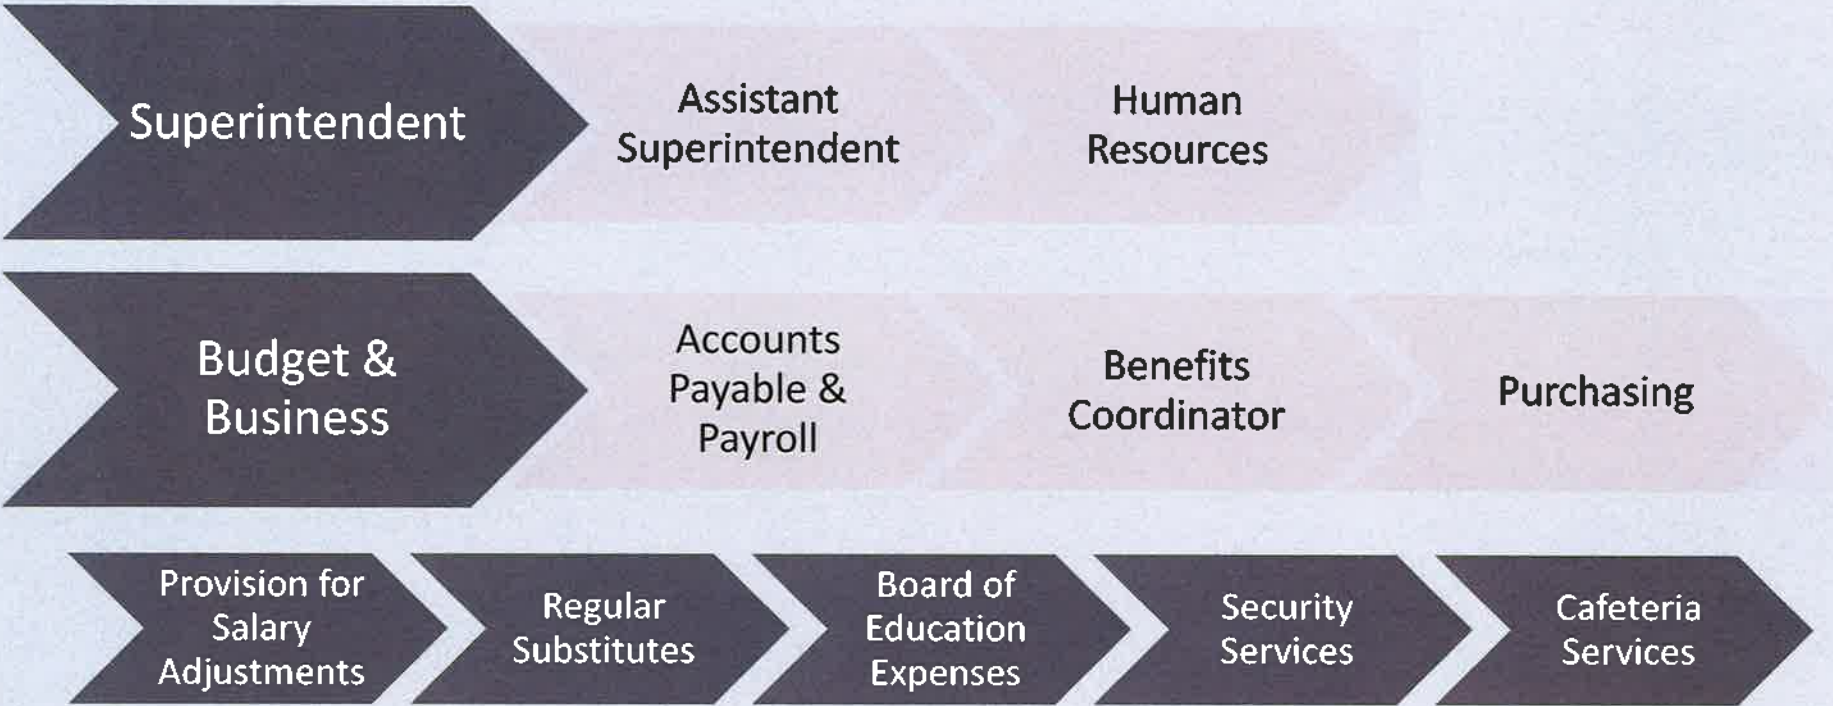 Superintendent
Assistant
Superintendent
Human
Resources
Budget &
Business
Accounts
Payable &
Payroll
Benefits
Coordinator
Purchasing
Provision for
Salary
Adjustments
Regular
Substitutes
Board of
Education
Expenses
Security
Services
Cafeteria
Services